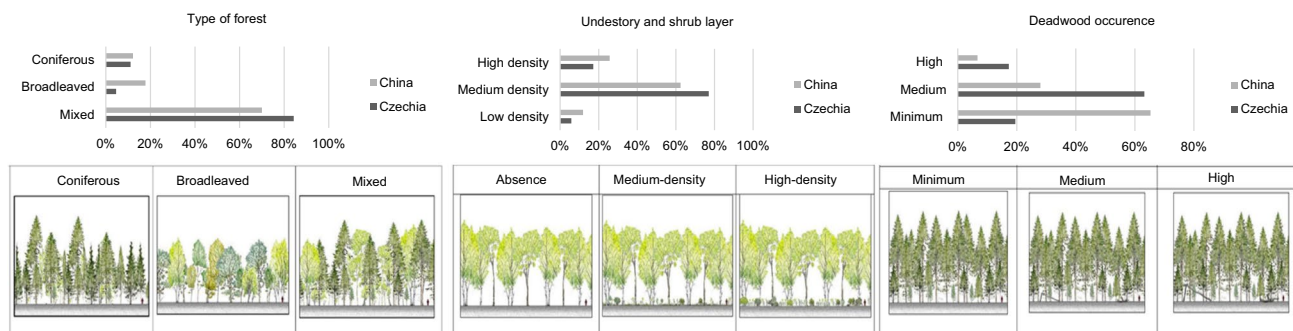 Type of forest
Coniferous
Broadleaved
Mixed
0% 20% 40% 60% 80% 100%
China
Czechia
Undestory and shrub layer
High density
Medium density
Low density
0% 20% 40% 60% 80% 100%
China
Czechia
Deadwood occurence
High
Medium
Minimum
0% 20% 40% 60% 80%
China
Czechia
Coniferous Broadleaved Mixed
Absence Medium-density High-density
Minimum Medium High